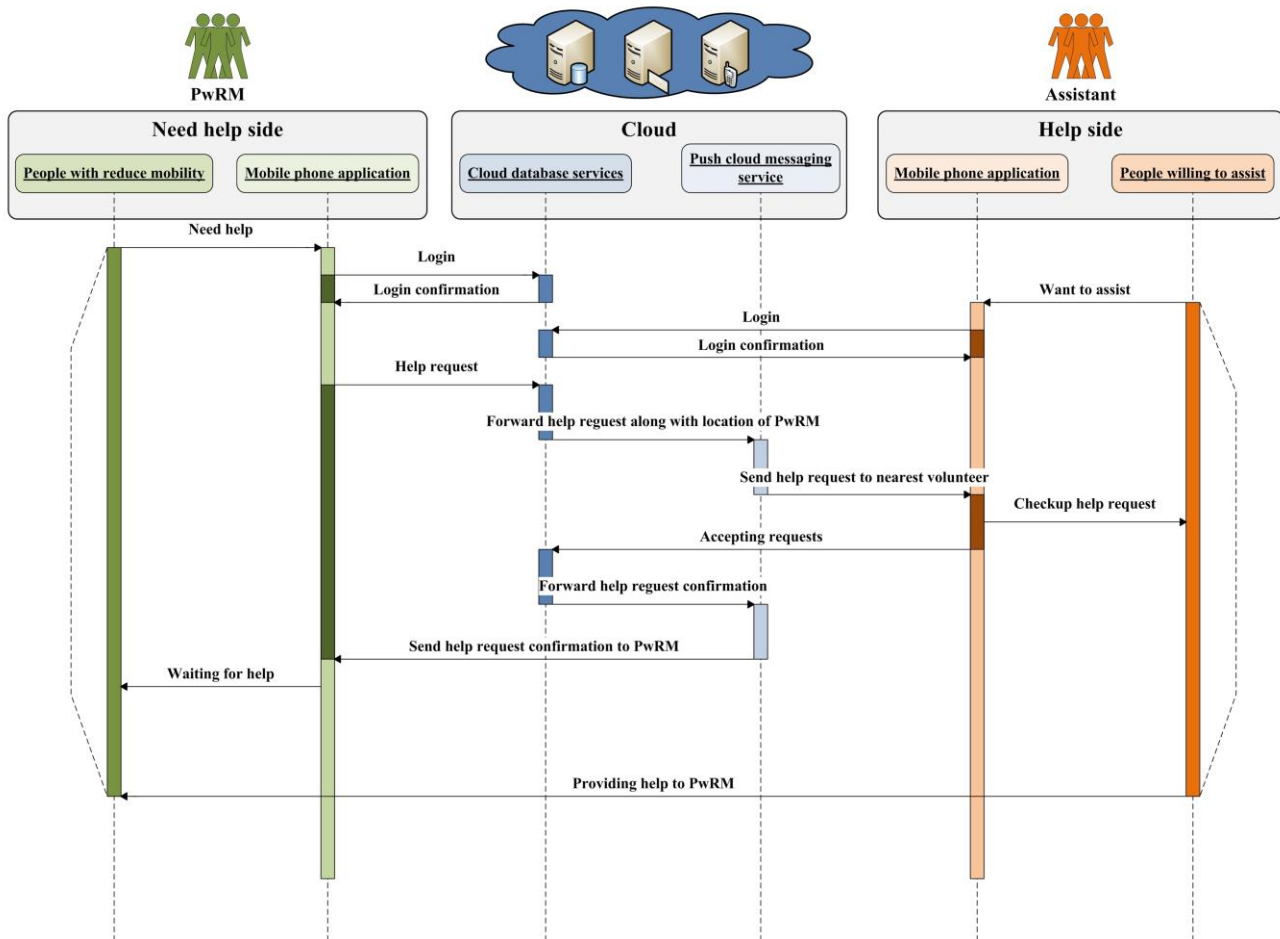 PwRM
Assistant
Need help side
Cloud
Help side
People with reduce mobility
Mobile phone application
Cloud database services
Push cloud messaging
service
Mobile phone application
People willing to assist
Need help
Login
Login confirmation
Want to assist
Login
Login confirmation
Help request
Forward help reguest along with location of PwRM
Send help request to nearest volunteer
Checkup help request
Accepting requests
Forward help reguest confirmation
Send help request confirmation to PwRM
Waiting for help
Providing help to PwRM